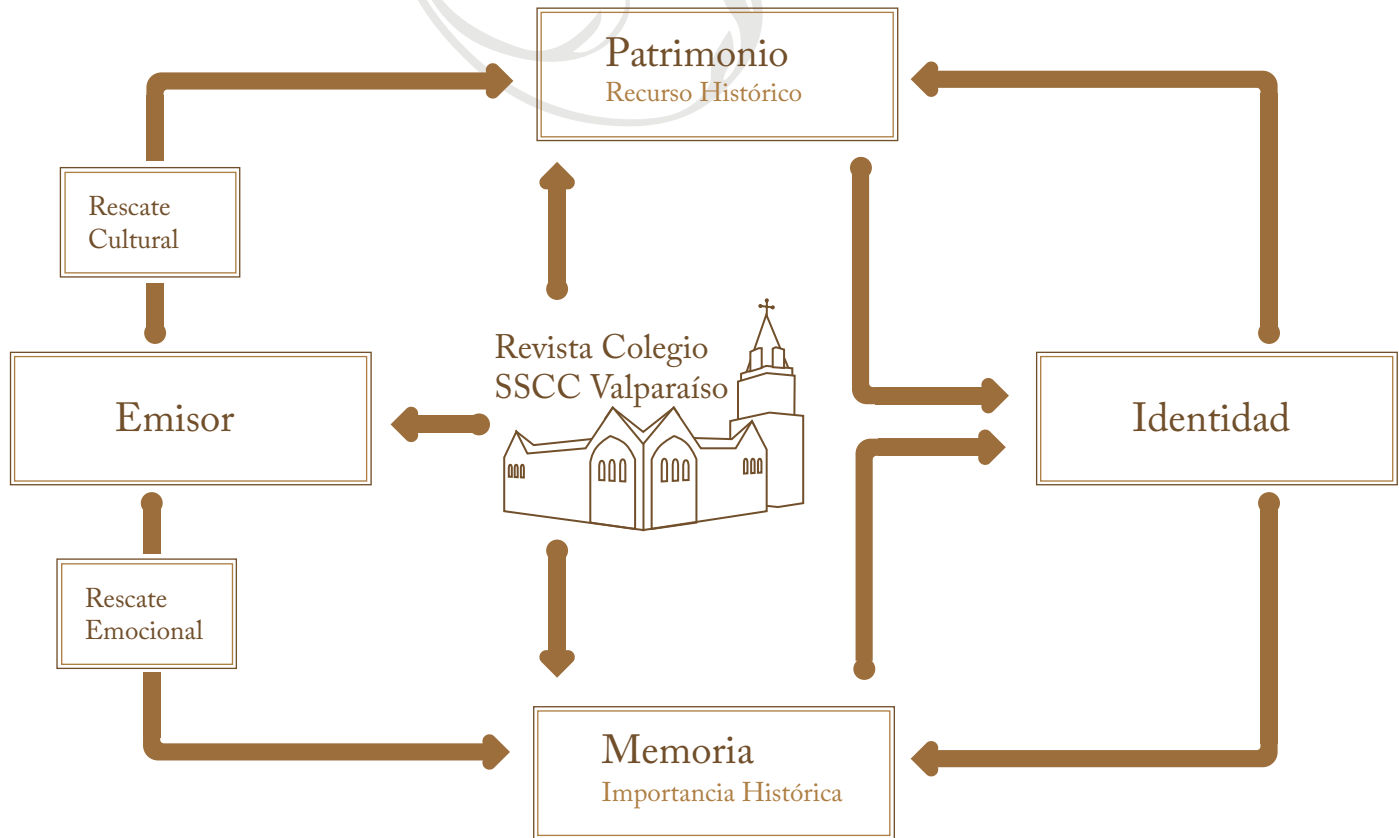 Patrimonio
Recurso Histórico
Rescate
Cultural
Revista Colegio
SSCC Valparaíso
Emisor
Identidad
Rescate
Emocional
Memoria
Importancia Histórica